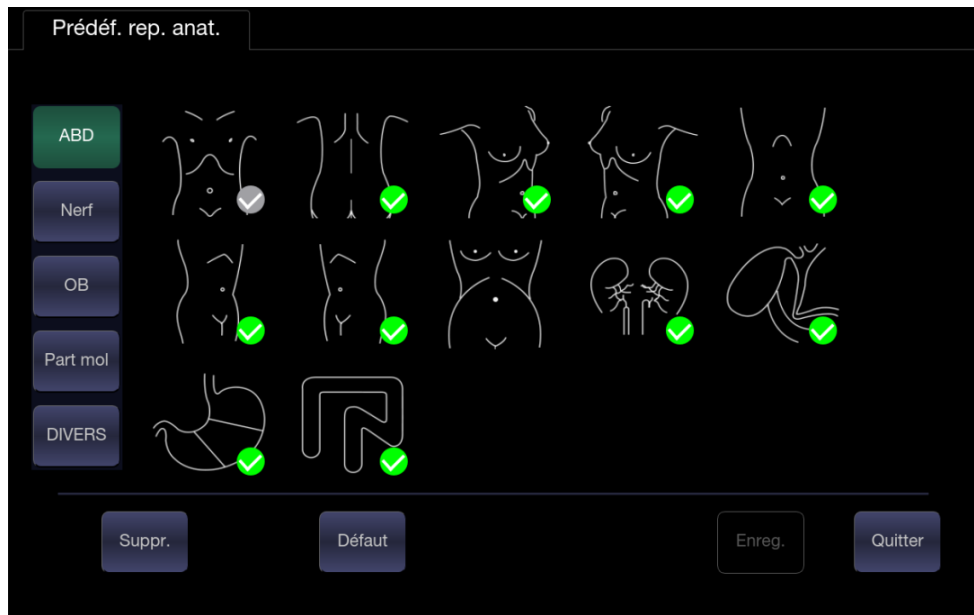 Prédéf. rep. anat.
ABD
Nerf
OB
Part mol
DIVERS
Suppr.
Défaut
Enreg.
Quitter